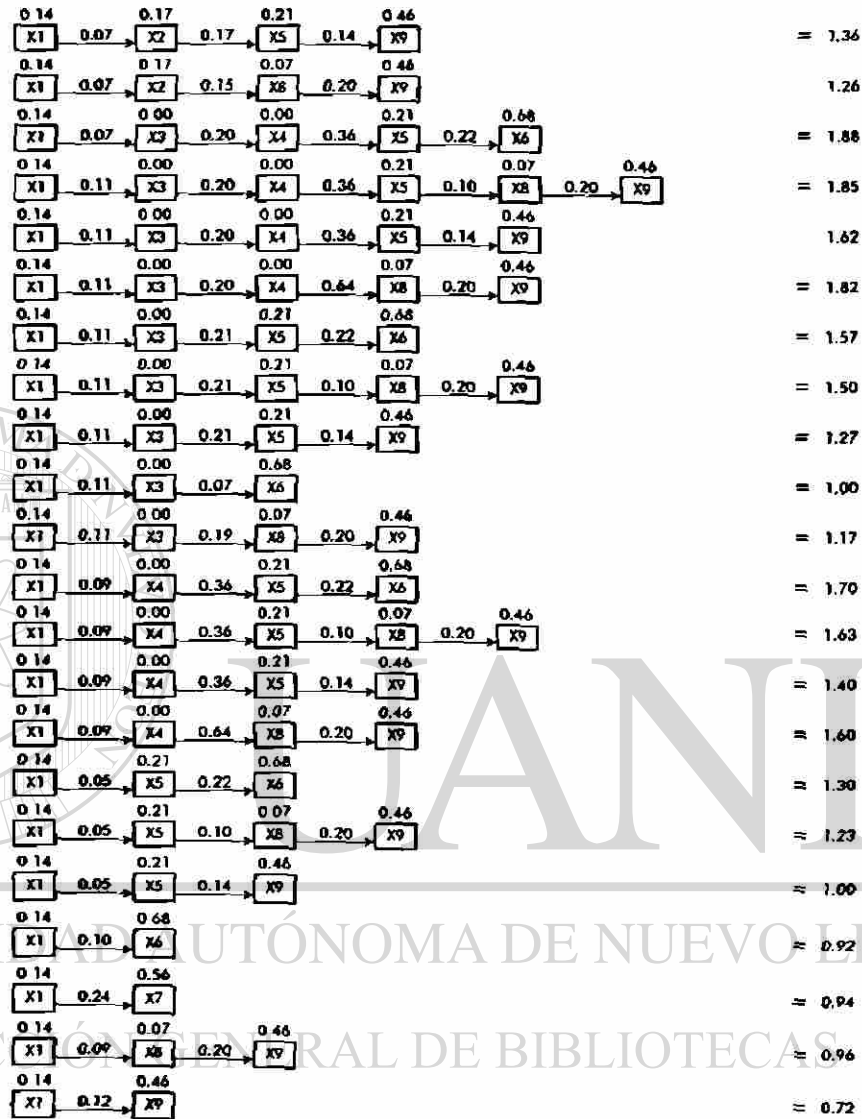 0 14 0.17 0.21 0 46
X1 0.07 X2 0.17 X5 0.14 X9 = 1.36
0.14 0 17 0.07 0 46
X1 0.07 X2 0.15 X8 0.20 X9 1.26
0.14 0.00 0.00 0.21 0.68
X1 0.07 X3 0.20 X4 0.36 X5 0.22 X6 = 1.88
0 14 0.00 0.00 0.21 0.07 0.46
X1 0.11 X3 0.20 X4 0.36 X5 0.10 X8 0.20 X9 = 1.85
0.14 0.00 0 00 0.21 0.46
X1 0.11 X3 0.20 X4 0.36 X5 0.14 X9 1.62
0.14 0.00 0.00 0.07 0.46
X1 0.11 X3 0.20 X4 0.64 X8 0.20 X9 = 1.82
0.14 0.00 0.21 0.68
X1 0.11 X3 0.21 X5 0.22 X6 = 1.57
0 14 0.00 0.21 0.07 0.46
X1 0.11 X3 0.21 X5 0.10 X8 0.20 X9 = 1.50
0 14 0.00 0.21 0.46
X1 0.11 X3 0.21 X5 0.14 X9 = 1.27
0 14 0.00 0.68
X1 0.11 X3 0.07 X6 = 1.00
0.14 0.00 0.07 0.46
X1 0.11 X3 0.19 X8 0.20 X9 = 1.17
0.14 0.00 0.21 0.68
X1 0.09 X4 0.36 X5 0.22 X6 = 1.70
0 14 0.00 0.21 0.07 0.46
X1 0.09 X4 0.36 X5 0.10 X8 0.20 X9 = 1.63
0 14 0.00 0.21 0.46
X1 0.09 X4 0.36 X5 0.14 X9 = 1.40
0 14 0.00 0.07 0.46
X1 0.09 X4 0.64 X8 0.20 X9 = 1.60
0.14 0.21 0.68
X1 0.05 X5 0.22 X6 = 1.30
0 14 0.21 0 07 0.46
X1 0.05 X5 0.10 X8 0.20 X9 = 1.23
0 14 0.21 0.46
X1 0.05 X5 0.14 X9 = 1.00
0 14 0 68
X1 0.10 X6 = 0.92
0 14 0.56
X1 0.24 X7 = 0.94
0 14 0.07 0 46
X1 0.09 X8 0.20 X9 = 0.96
0 14 0.46
X1 0.12 X9 = 0.72
UANL
AUTÓNOMA DE NUEVO
GENERAL DE BIBLIOTECAS